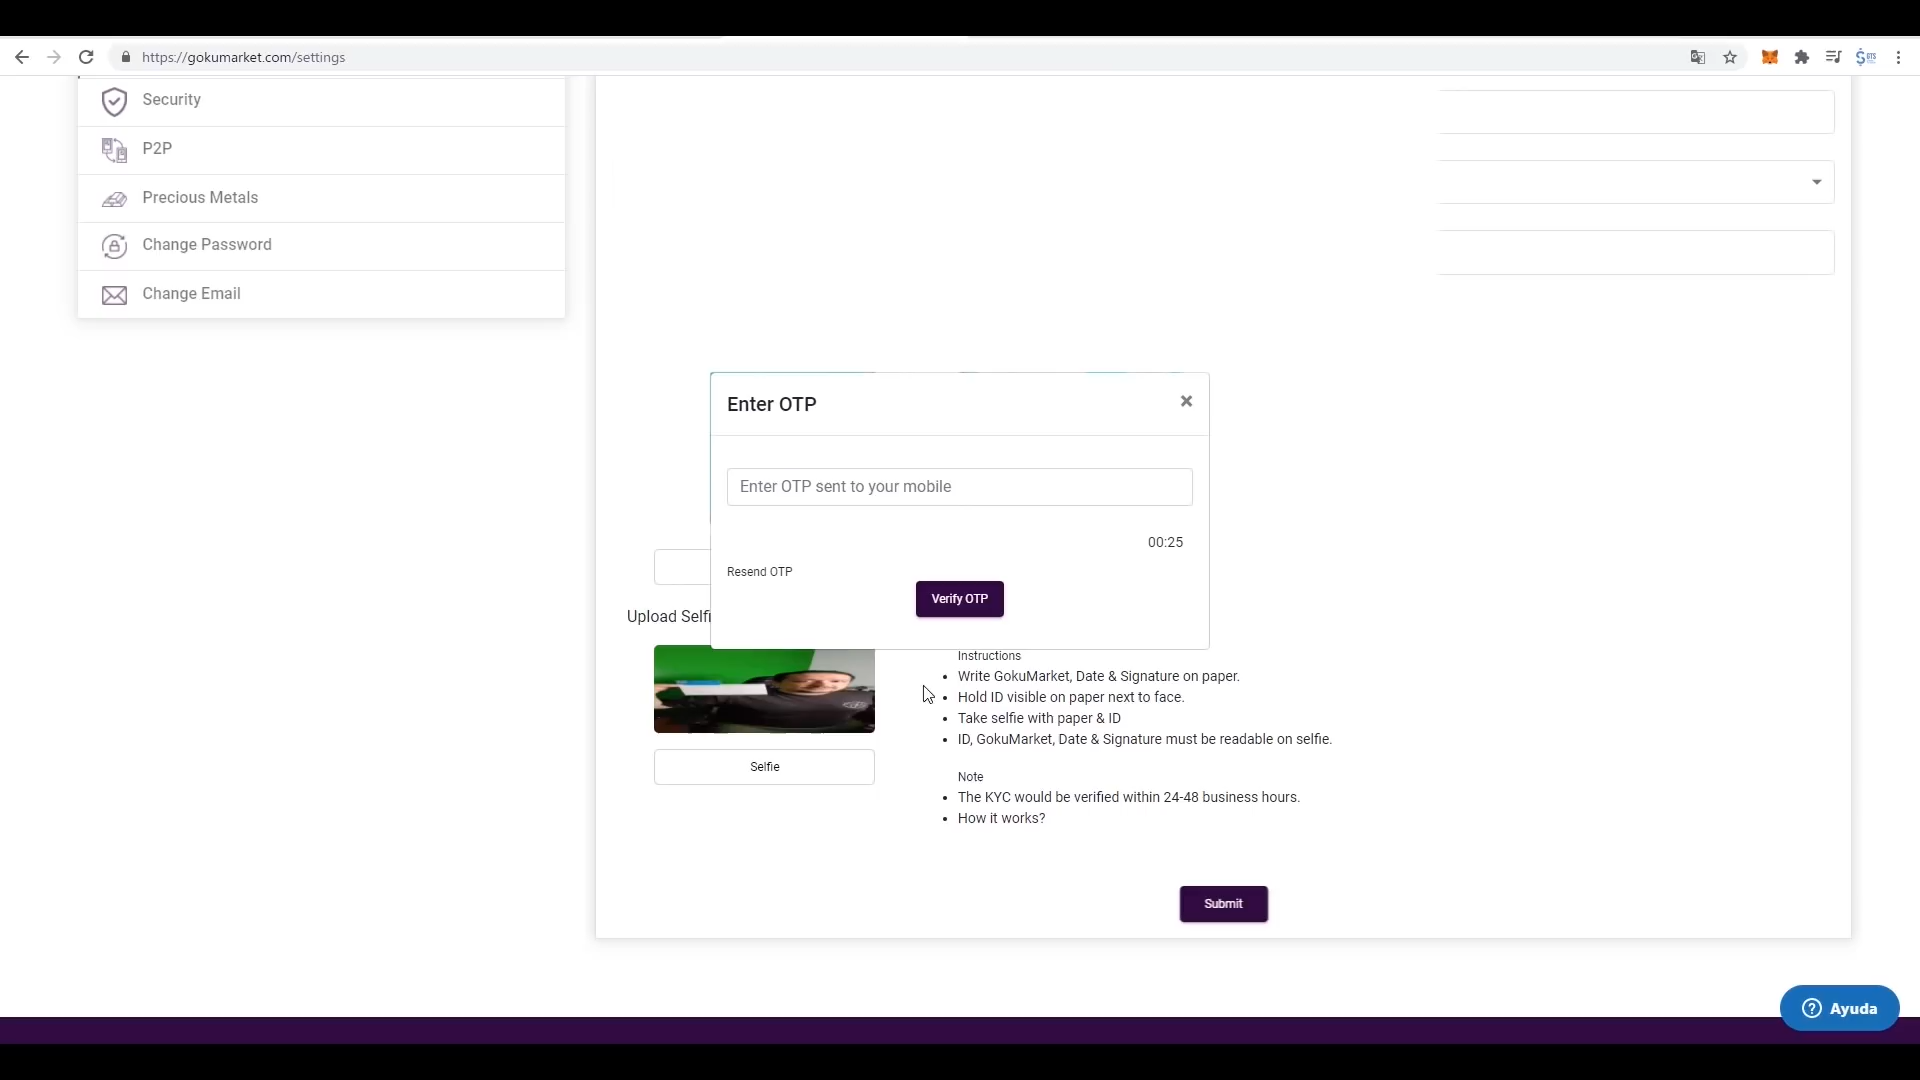 https://gokumarket.com/settings
Security
P2P
Precious Metals
Change Password
Change Email
Enter OTP
×
Enter OTP sent to your mobile
00:25
Resend OTP
Verify OTP
Upload Selfi
Selfie
Instructions
Write GokuMarket, Date & Signature on paper.
Hold ID visible on paper next to face.
Take selfie with paper & ID
ID, GokuMarket, Date & Signature must be readable on selfie.
Note
The KYC would be verified within 24-48 business hours.
How it works?
Submit
Ayuda